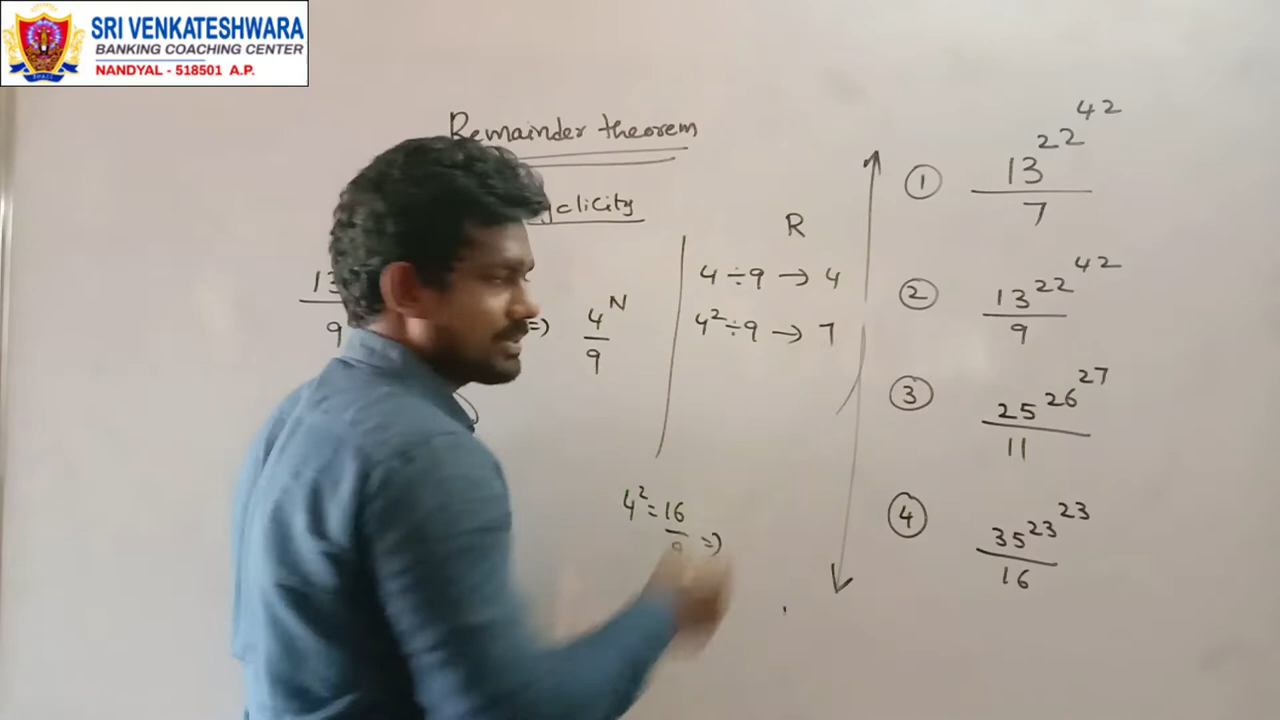 SRI VENKATESHWARA
BANKING COACHING CENTER
NANDYAL - 518501 A.P.
Remainder theorem
R
4 ÷ 9 → 4
4² ÷ 9 → 7
9
=) 4^N / 9
4² = 16 / 9 =)
① 13^22^42 / 7
② 13^22^42 / 9
③ 25^26^27 / 11
④ 35^23^23 / 16